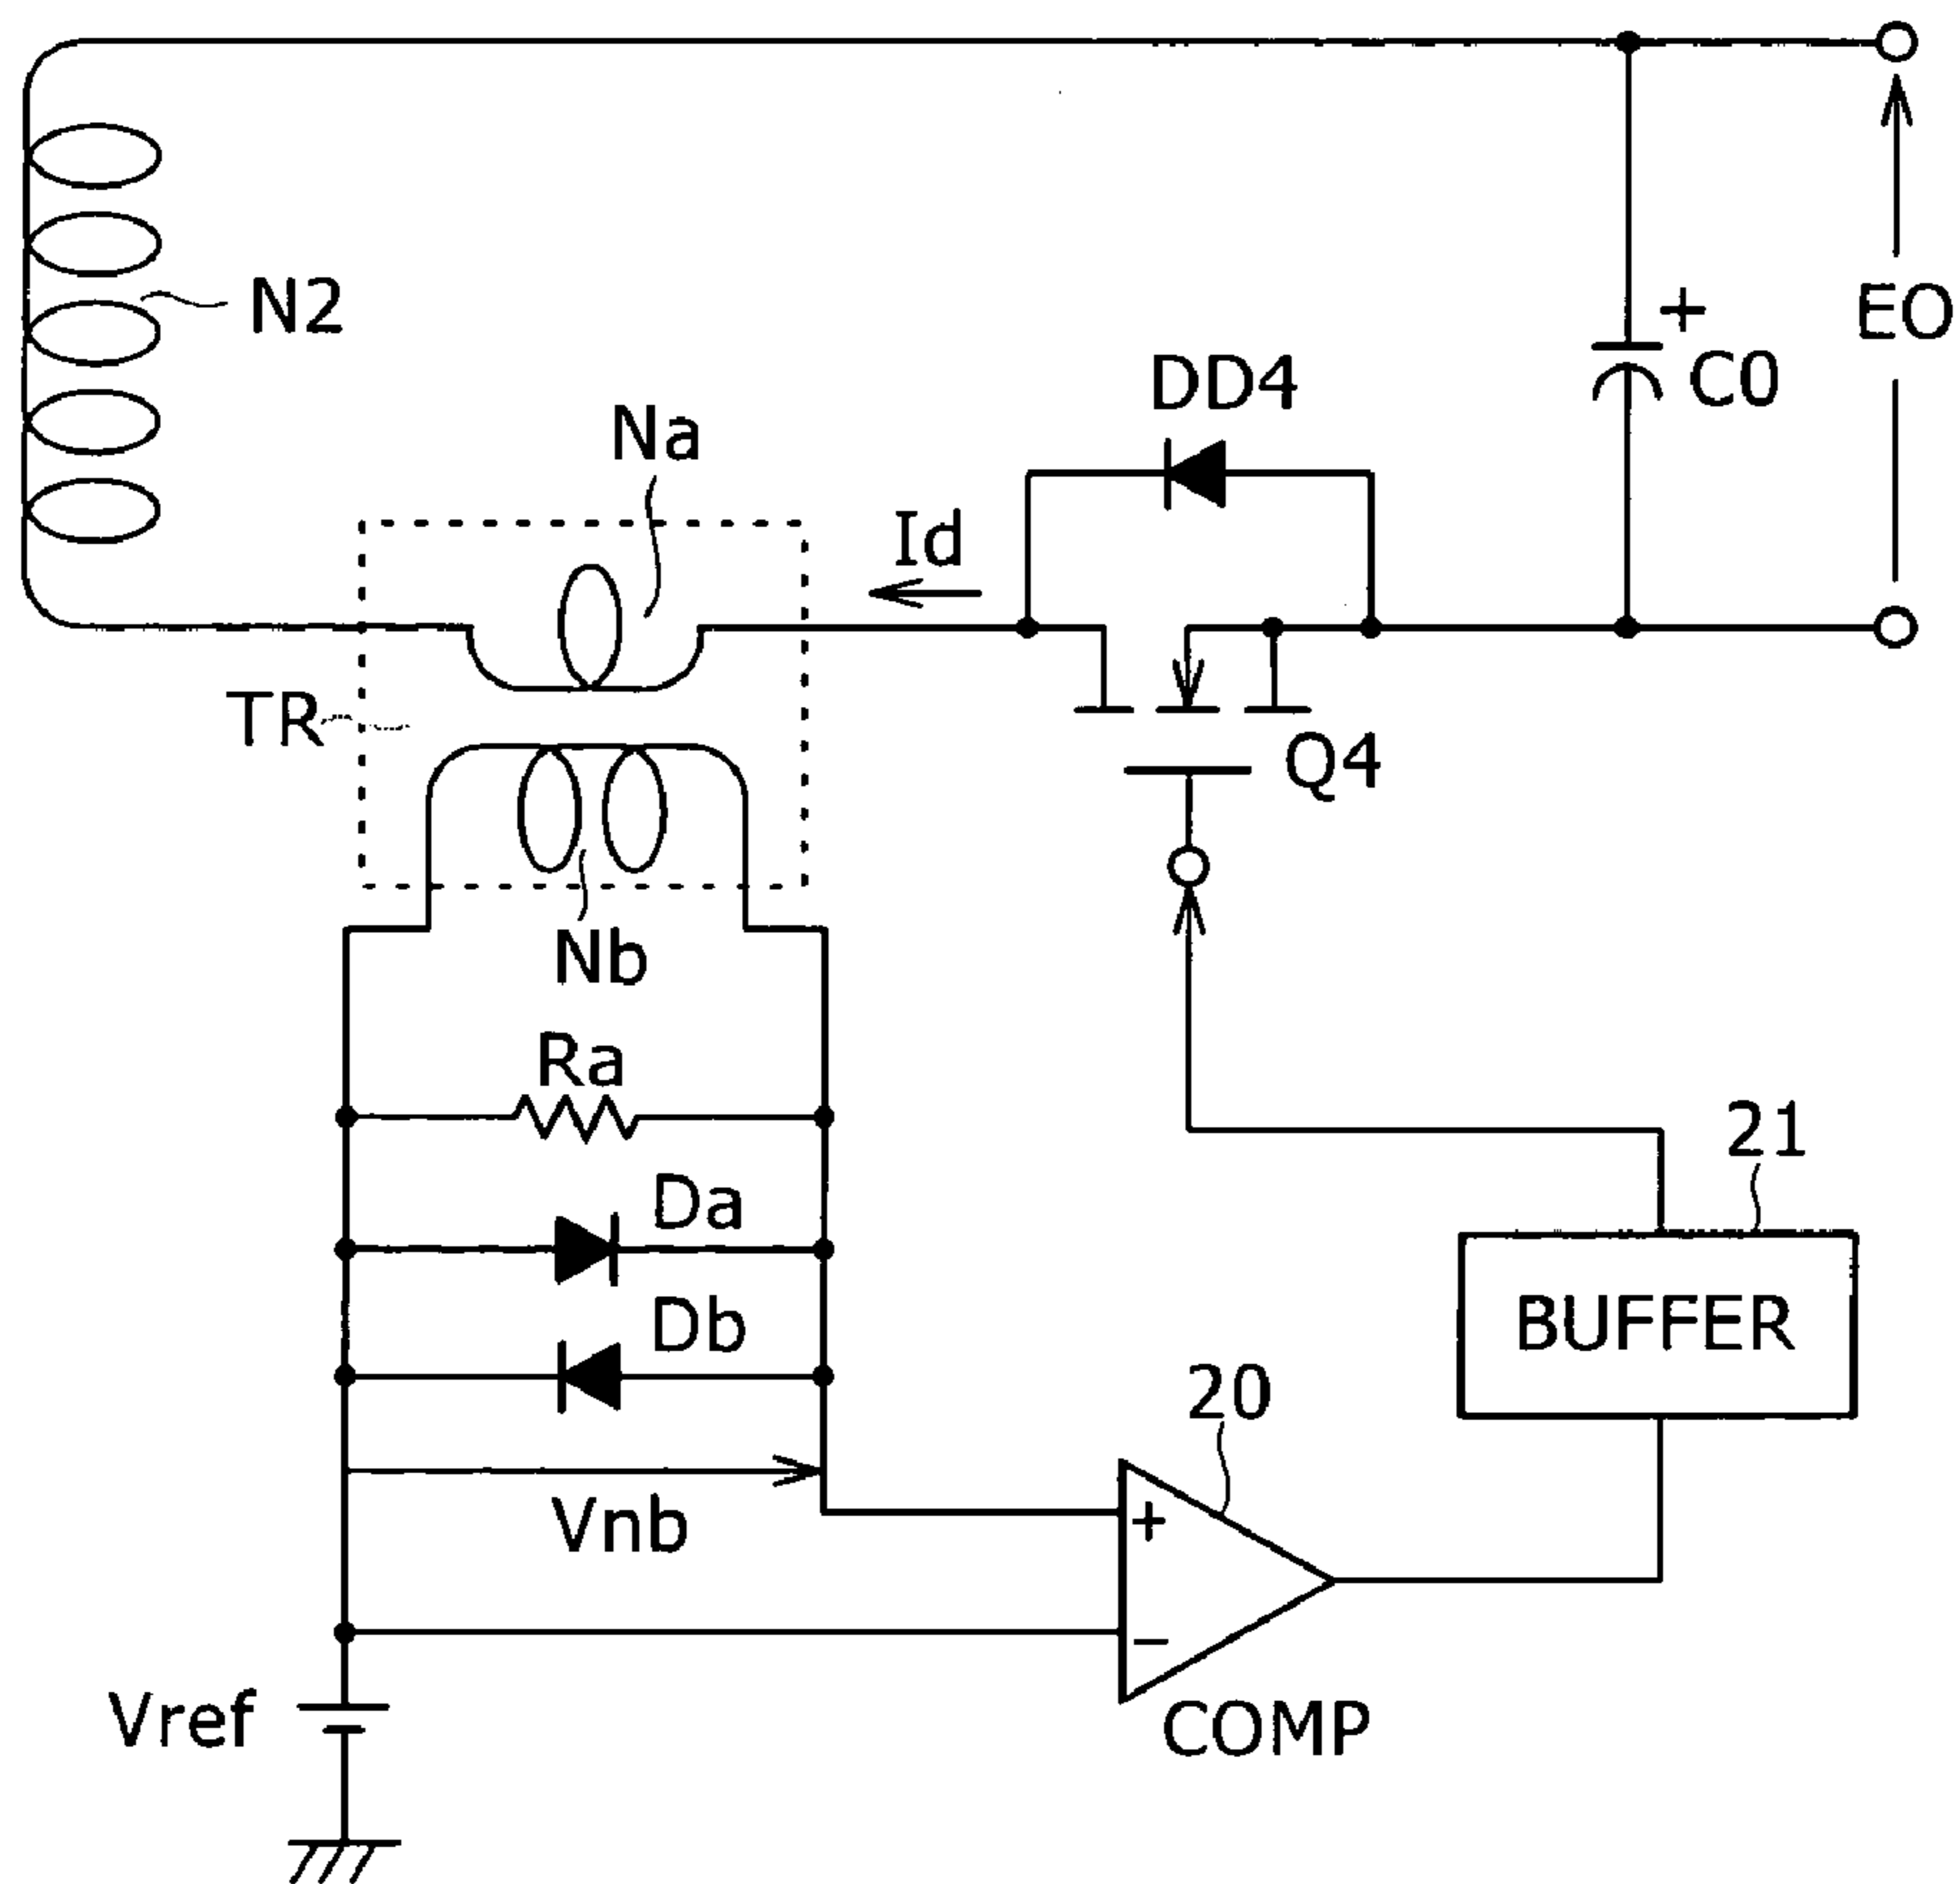 N2
+
C0
EO
DD4
Na
Id
TR
Q4
Nb
Ra
21
Da
BUFFER
Db
20
+
Vnb
−
Vref
COMP